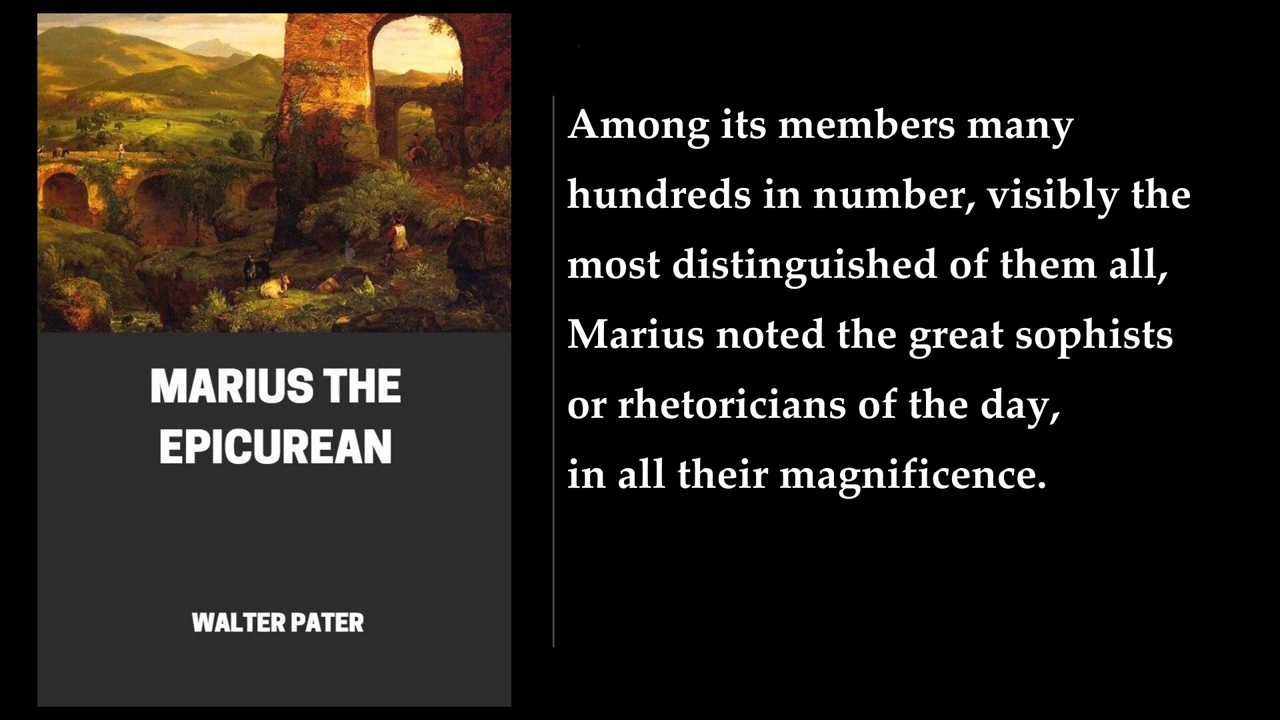 MARIUS THE
EPICUREAN
WALTER PATER
Among its members many
hundreds in number, visibly the
most distinguished of them all,
Marius noted the great sophists
or rhetoricians of the day,
in all their magnificence.